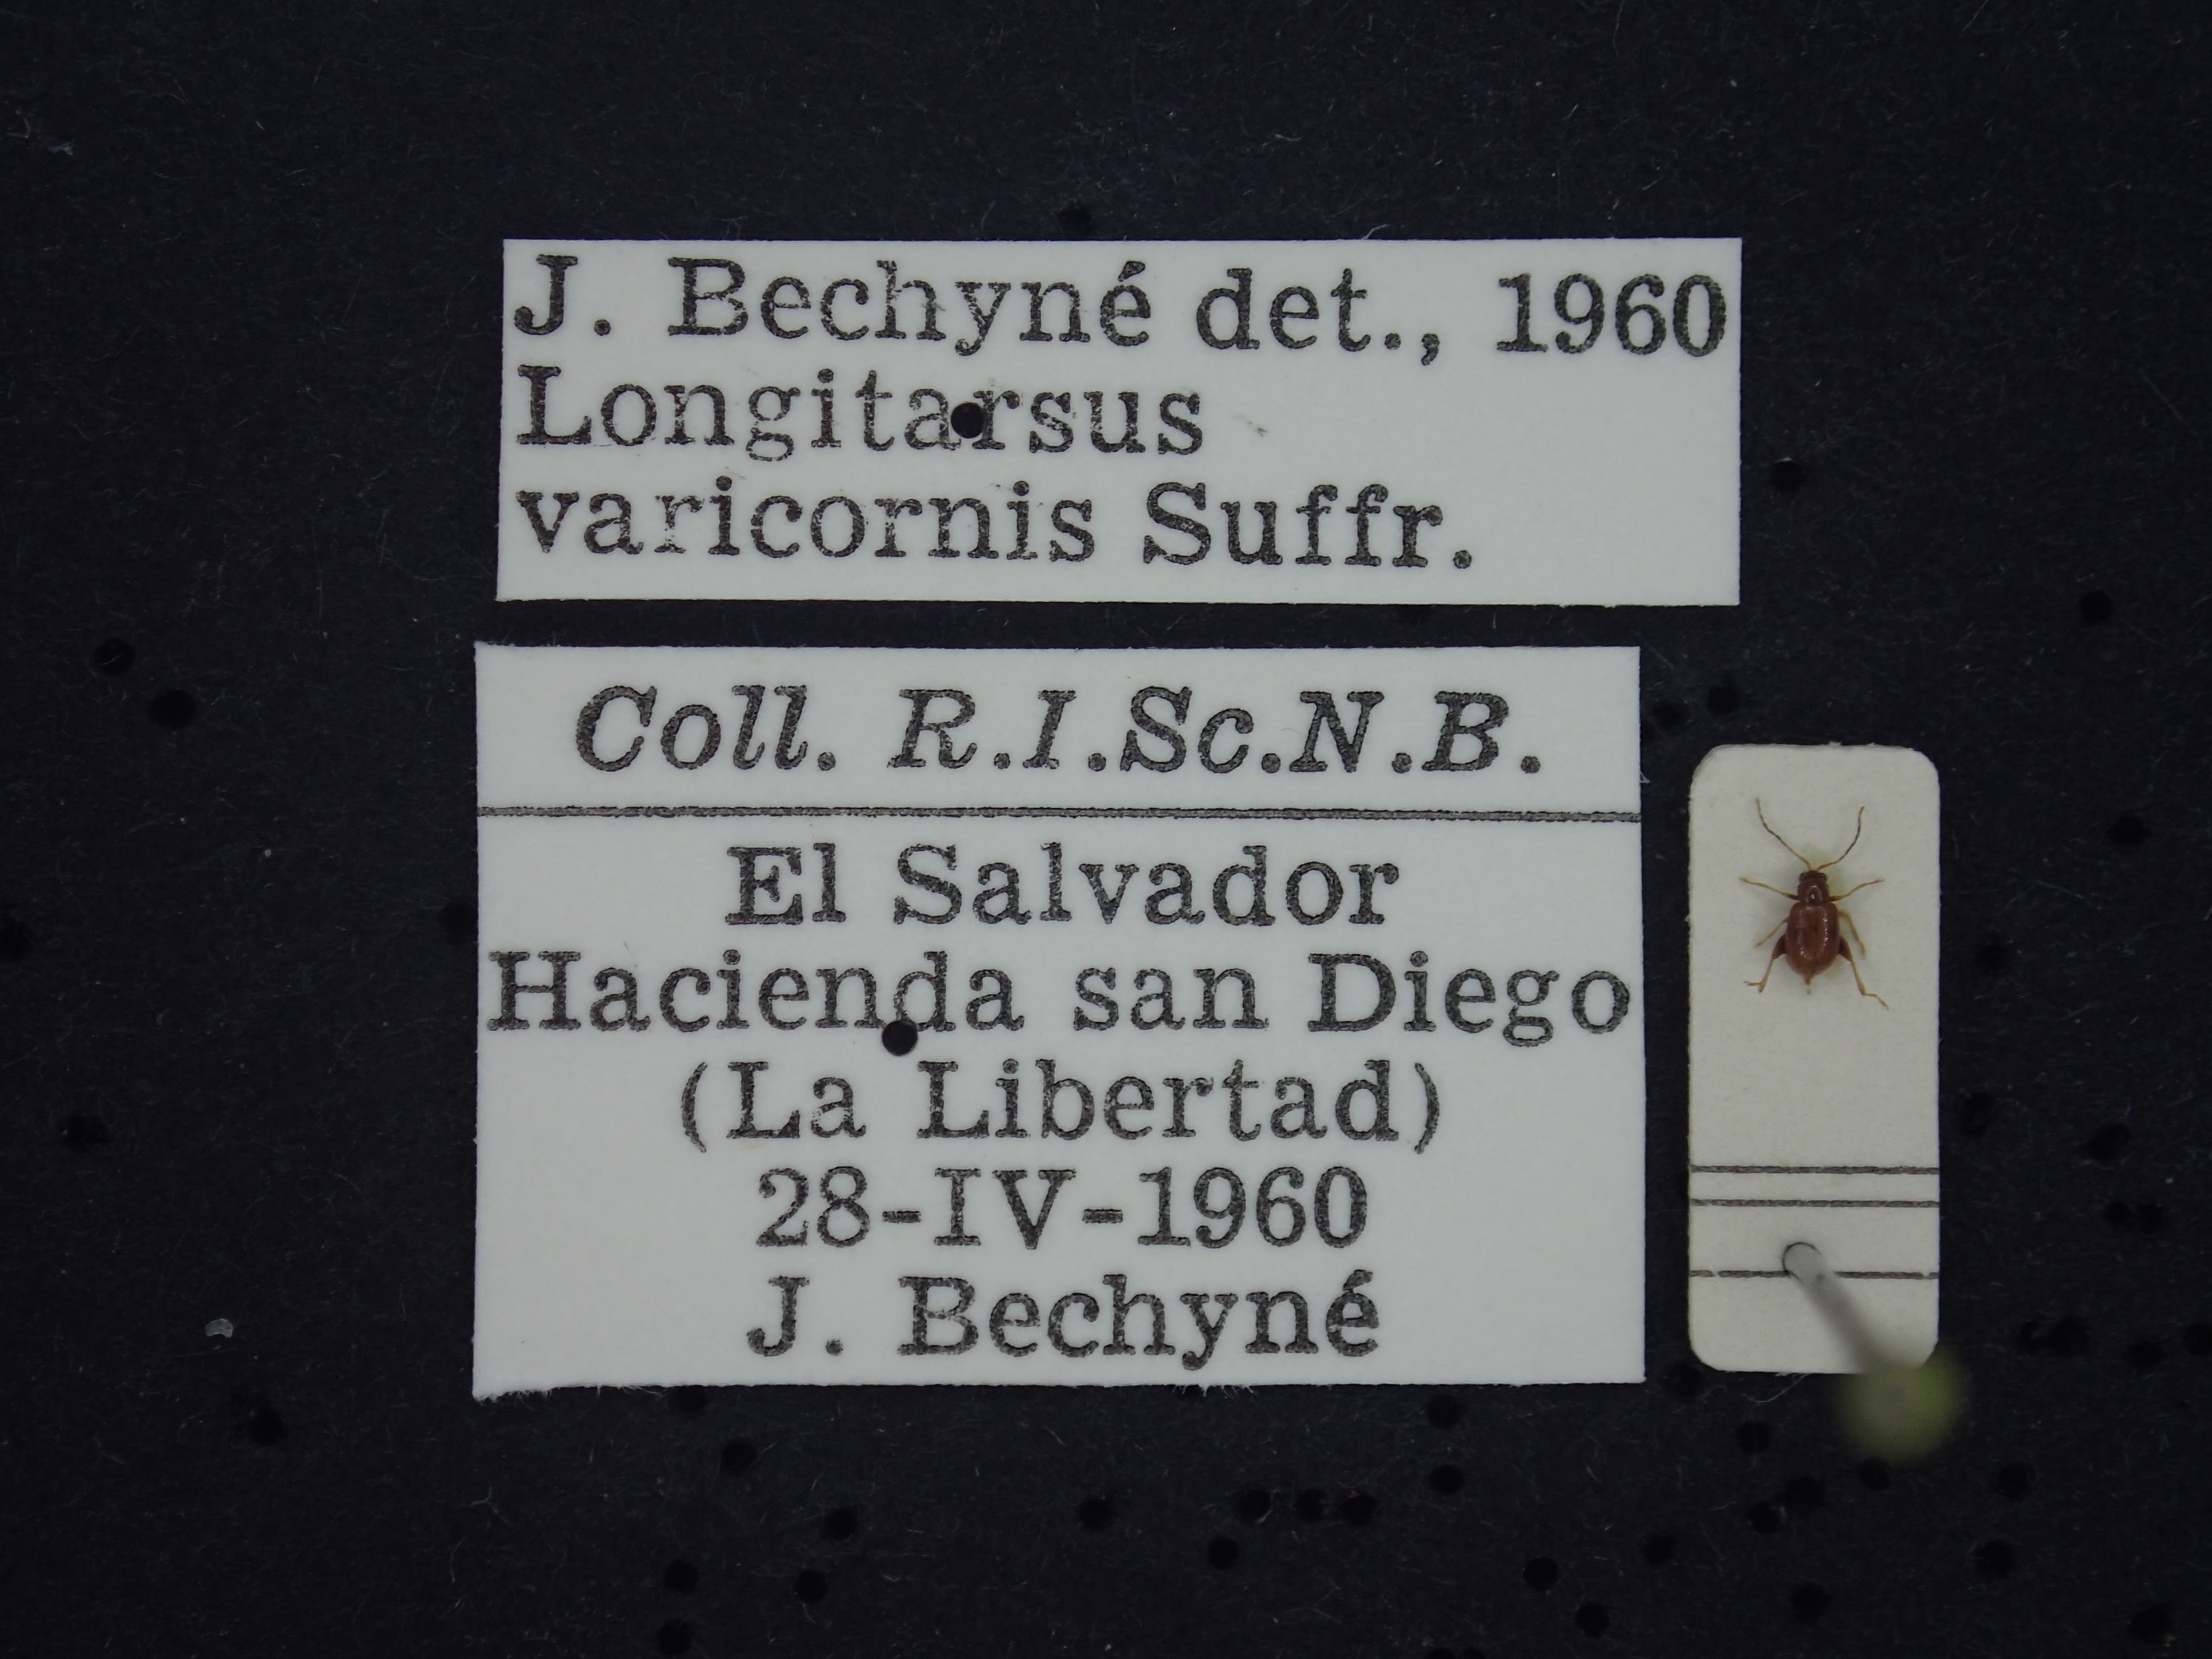 J. Bechyné det., 1960
Longitarsus
varicornis Suffr.
Coll. R.I.Sc.N.B.
El Salvador
Hacienda san Diego
(La Libertad)
28-IV-1960
J. Bechyné